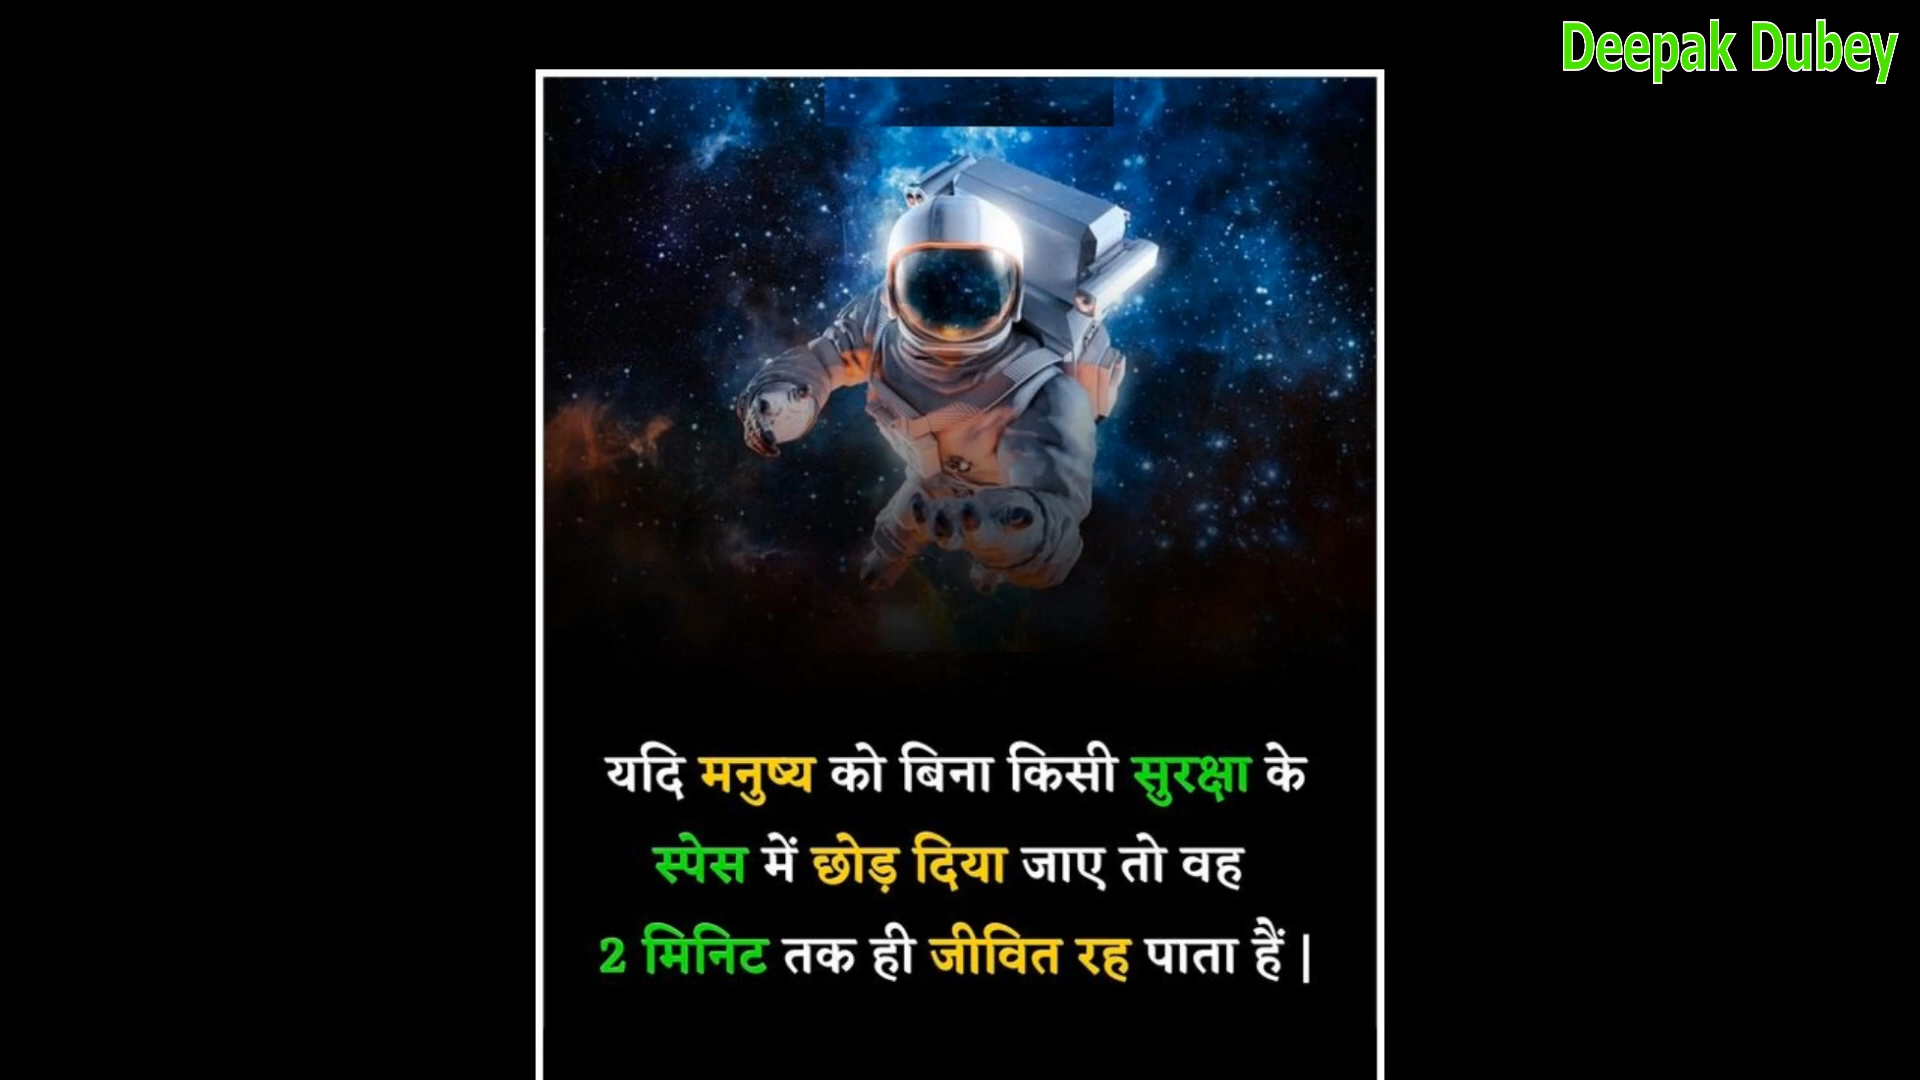 Deepak Dubey
यदि मनुष्य को बिना किसी सुरक्षा के
स्पेस में छोड़ दिया जाए तो वह
2 मिनिट तक ही जीवित रह पाता हैं |